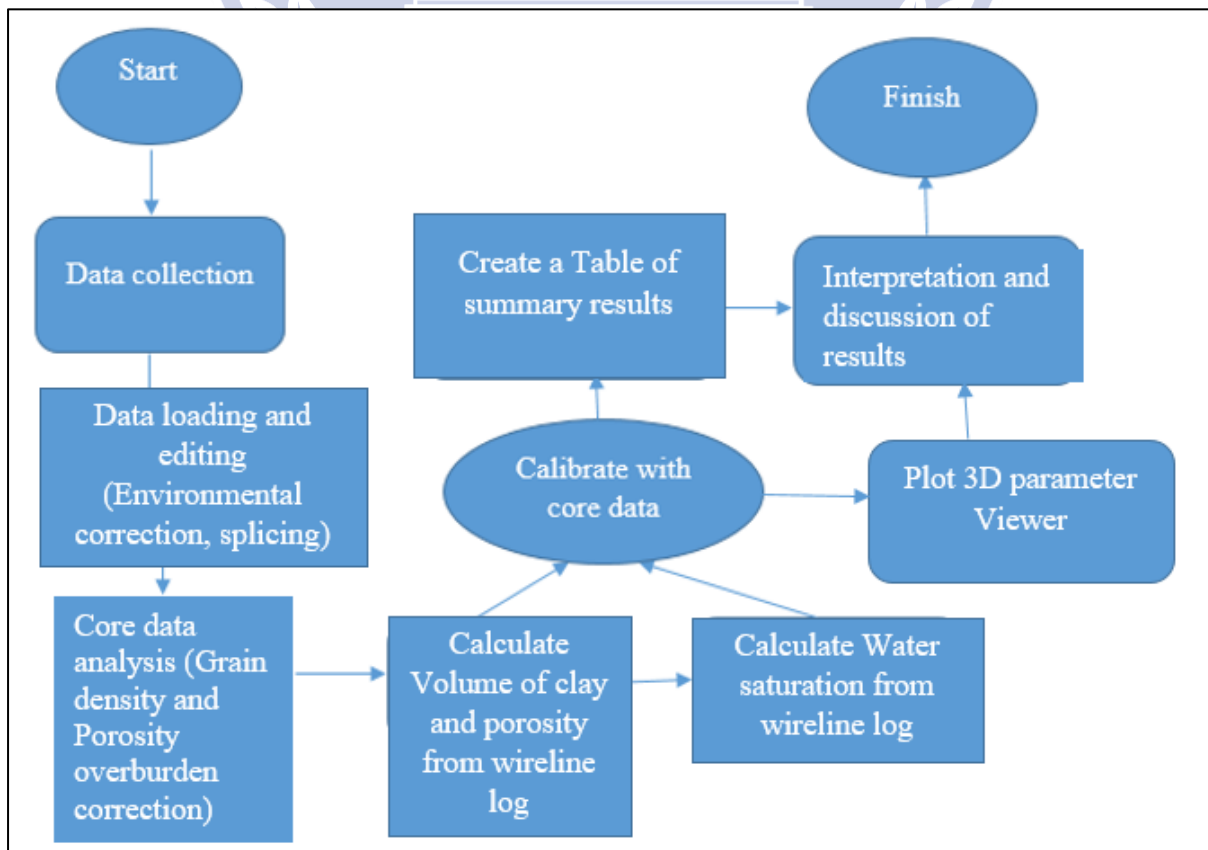 Start
Data collection
Data loading and
editing
(Environmental
correction, splicing)
Core data
analysis (Grain
density and
Porosity
overburden
correction)
Calculate
Volume of clay
and porosity
from wireline
log
Calculate Water
saturation from
wireline log
Calibrate with
core data
Create a Table of
summary results
Plot 3D parameter
Viewer
Interpretation and
discussion of
results
Finish